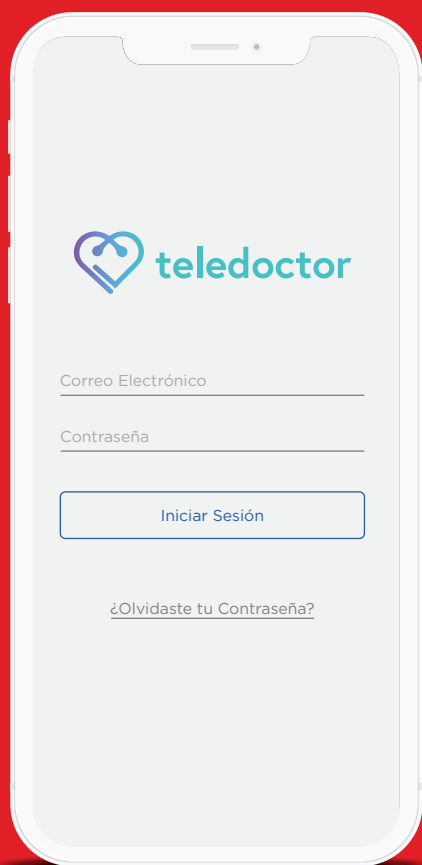 teledoctor
Correo Electrónico
Contraseña
Iniciar Sesión
¿Olvidaste tu Contraseña?